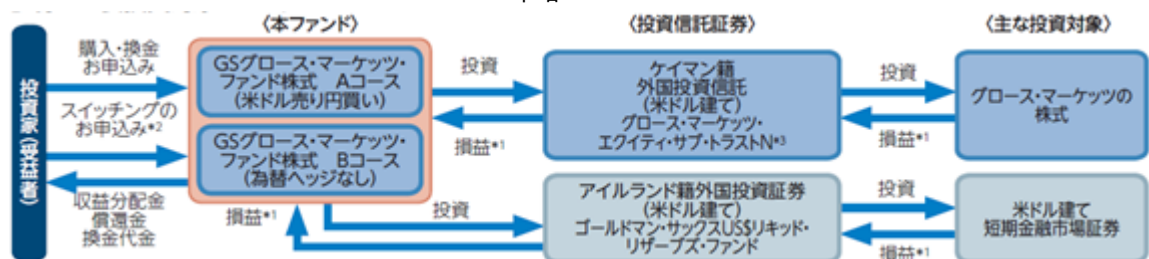 〈本ファンド〉
〈投資信託証券〉
〈主な投資対象〉
投資家(受益者)
購入・換金
お申込み
スイッチングの
お申込み*2
収益分配金
償還金
換金代金
GSグロース・マーケッツ・
ファンド株式 Aコース
(米ドル売り円買い)
GSグロース・マーケッツ・
ファンド株式 Bコース
(為替ヘッジなし)
投資
損益*1
ケイマン籍
外国投資信託
(米ドル建て)
グロース・マーケッツ・
エクイティ・サブ・トラストN*3
投資
損益*1
グロース・マーケッツの
株式
損益*1
投資
アイルランド籍外国投資証券
(米ドル建て)
ゴールドマン・サックスUS$リキッド・
リザーブズ・ファンド
投資
損益*1
米ドル建て
短期金融市場証券